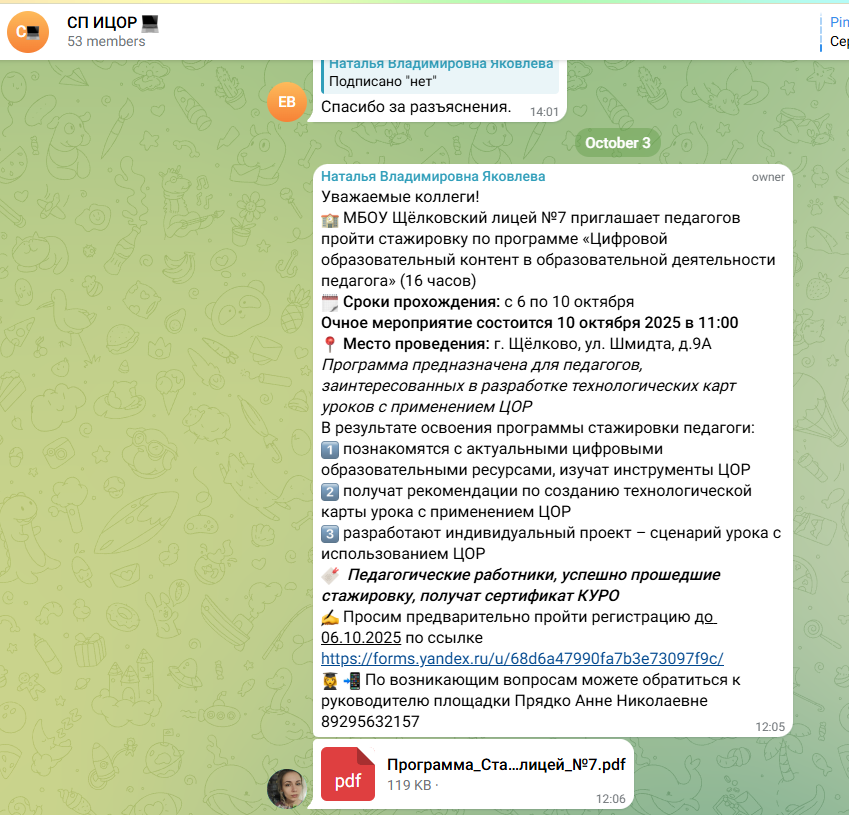 СП ИЦОР 💻
53 members
Pin
Сер
С💻
Наталья Владимировна Яковлева
Подписано "нет"
ЕВ
Спасибо за разъяснения.
14:01
October 3
Наталья Владимировна Яковлева
owner
Уважаемые коллеги!
🏫 МБОУ Щёлковский лицей №7 приглашает педагогов
пройти стажировку по программе «Цифровой
образовательный контент в образовательной деятельности
педагога» (16 часов)
🗓 Сроки прохождения: с 6 по 10 октября
Очное мероприятие состоится 10 октября 2025 в 11:00
📍 Место проведения: г. Щёлково, ул. Шмидта, д.9А
Программа предназначена для педагогов,
заинтересованных в разработке технологических карт
уроков с применением ЦОР
В результате освоения программы стажировки педагоги:
1️⃣ познакомятся с актуальными цифровыми
образовательными ресурсами, изучат инструменты ЦОР
2️⃣ получат рекомендации по созданию технологической
карты урока с применением ЦОР
3️⃣ разработают индивидуальный проект – сценарий урока с
использованием ЦОР
Педагогические работники, успешно прошедшие
стажировку, получат сертификат КУРО
✍️ Просим предварительно пройти регистрацию до
06.10.2025 по ссылке
https://forms.yandex.ru/u/68d6a47990fa7b3e73097f9c/
👩‍🎓 📲 По возникающим вопросам можете обратиться к
руководителю площадки Прядко Анне Николаевне
89295632157
12:05
pdf
Программа_Ста...лицей_№7.pdf
119 KB ·
12:06